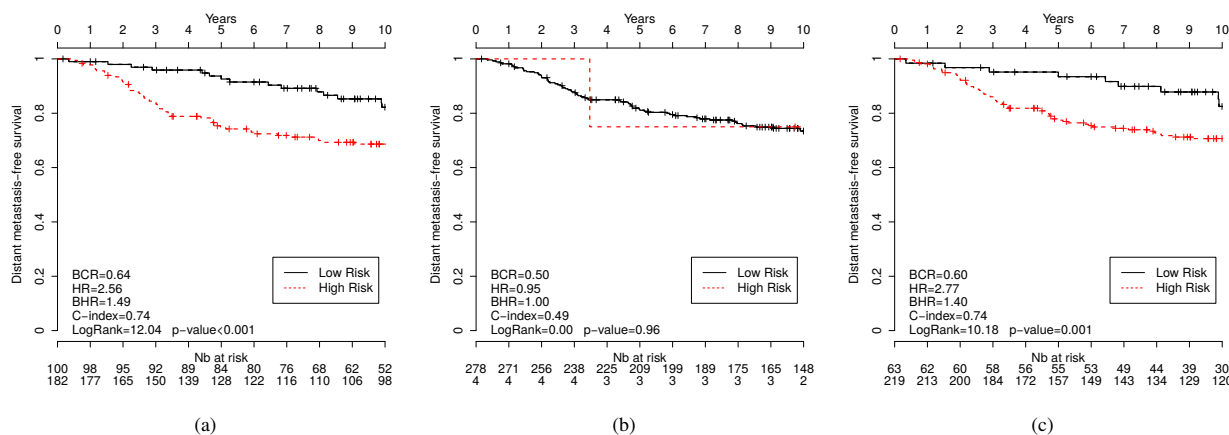 Years
0 1 2 3 4 5 6 7 8 9 10
Distant metastasis-free survival
1
0.8
0.6
0.4
0.2
0
BCR=0.64
HR=2.56
BHR=1.49
C-index=0.74
LogRank=12.04 p-value<0.001
Low Risk
High Risk
Nb at risk
100 98 95 92 89 84 80 76 68 62 52
182 177 165 150 139 128 122 116 110 106 98
(a)
Years
0 1 2 3 4 5 6 7 8 9 10
Distant metastasis-free survival
1
0.8
0.6
0.4
0.2
0
BCR=0.50
HR=0.95
BHR=1.00
C-index=0.49
LogRank=0.00 p-value=0.96
Low Risk
High Risk
Nb at risk
278 271 256 238 225 209 199 189 175 165 148
4 4 4 4 3 3 3 3 3 3 2
(b)
Years
0 1 2 3 4 5 6 7 8 9 10
Distant metastasis-free survival
1
0.8
0.6
0.4
0.2
0
BCR=0.60
HR=2.77
BHR=1.40
C-index=0.74
LogRank=10.18 p-value=0.001
Low Risk
High Risk
Nb at risk
63 62 60 58 56 55 53 49 44 39 30
219 213 200 184 172 157 149 143 134 129 120
(c)